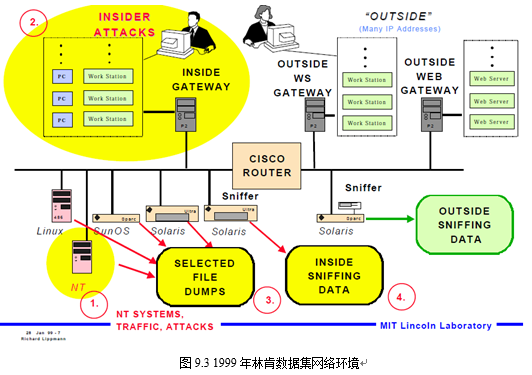 2.
INSIDER
ATTACKS
"OUTSIDE"
(Many IP Addresses)
PC
Work Station
PC
Work Station
PC
Work Station
INSIDE
GATEWAY
P2
OUTSIDE
WS
GATEWAY
P2
Work Station
Work Station
Work Station
OUTSIDE
WEB
GATEWAY
P2
Web Server
Web Server
Web Server
CISCO
ROUTER
Sniffer
Sniffer
486
Sparc
Ultra
Ultra
Sparc
Linux
SunOS
Solaris
Solaris
Solaris
NT
1.
SELECTED
FILE
DUMPS
3.
INSIDE
SNIFFING
DATA
4.
OUTSIDE
SNIFFING
DATA
NT SYSTEMS,
TRAFFIC, ATTACKS
MIT Lincoln Laboratory
Richard Lippmann
图 9.3 1999 年林肯数据集网络环境